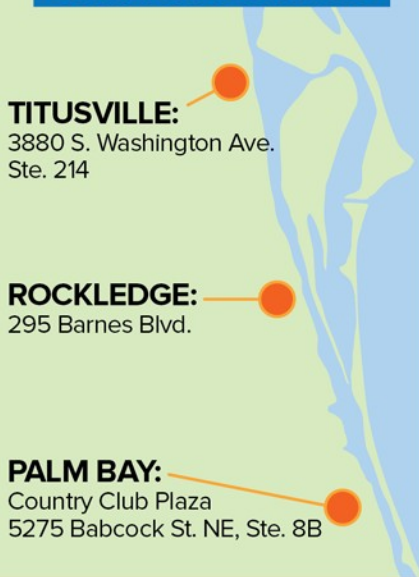 TITUSVILLE:
3880 S. Washington Ave.
Ste. 214
ROCKLEDGE:
295 Barnes Blvd.
PALM BAY:
Country Club Plaza
5275 Babcock St. NE, Ste. 8B